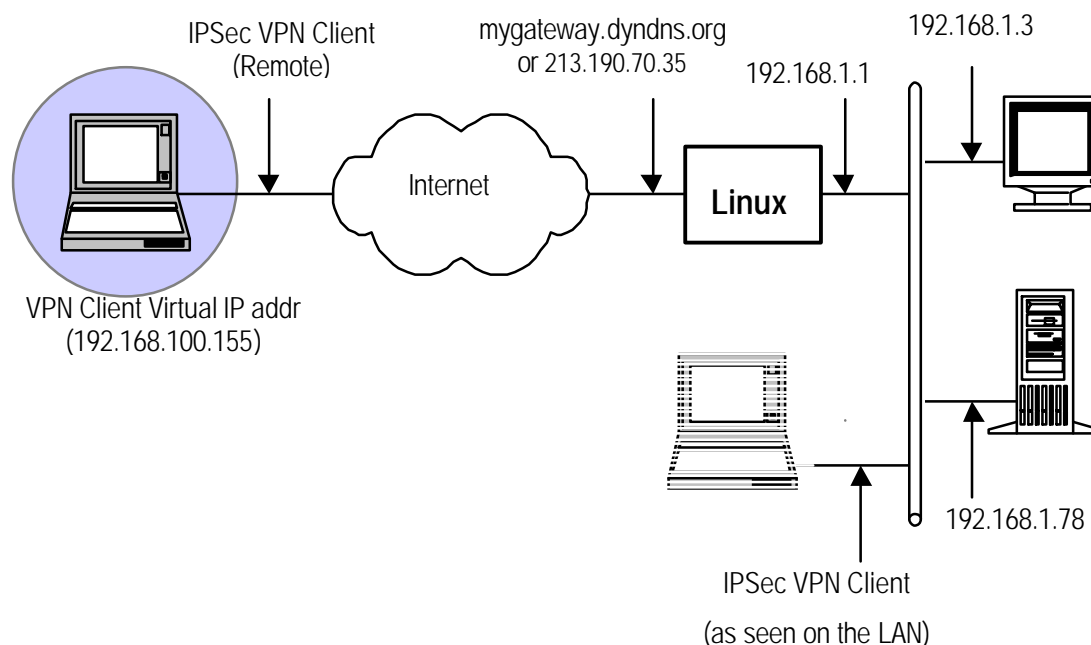 IPSec VPN Client
(Remote)
mygateway.dyndns.org
or 213.190.70.35
192.168.1.3
192.168.1.1
Internet
Linux
VPN Client Virtual IP addr
(192.168.100.155)
192.168.1.78
IPSec VPN Client
(as seen on the LAN)